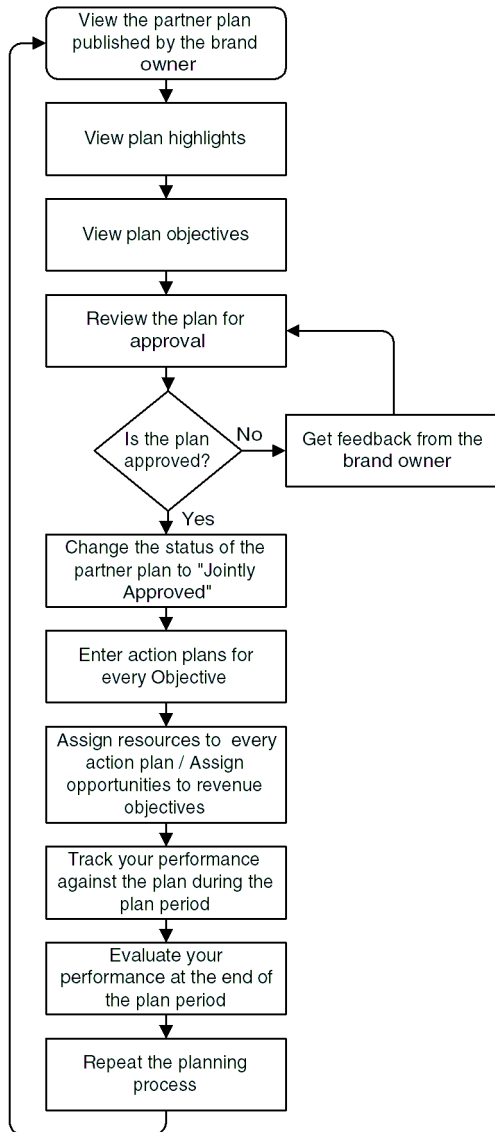 View the partner plan
published by the brand
owner
View plan highlights
View plan objectives
Review the plan for
approval
Is the plan
approved?
No
Get feedback from the
brand owner
Yes
Change the status of the
partner plan to "Jointly
Approved"
Enter action plans for
every Objective
Assign resources to every
action plan / Assign
opportunities to revenue
objectives
Track your performance
against the plan during the
plan period
Evaluate your
performance at the end of
the plan period
Repeat the planning
process